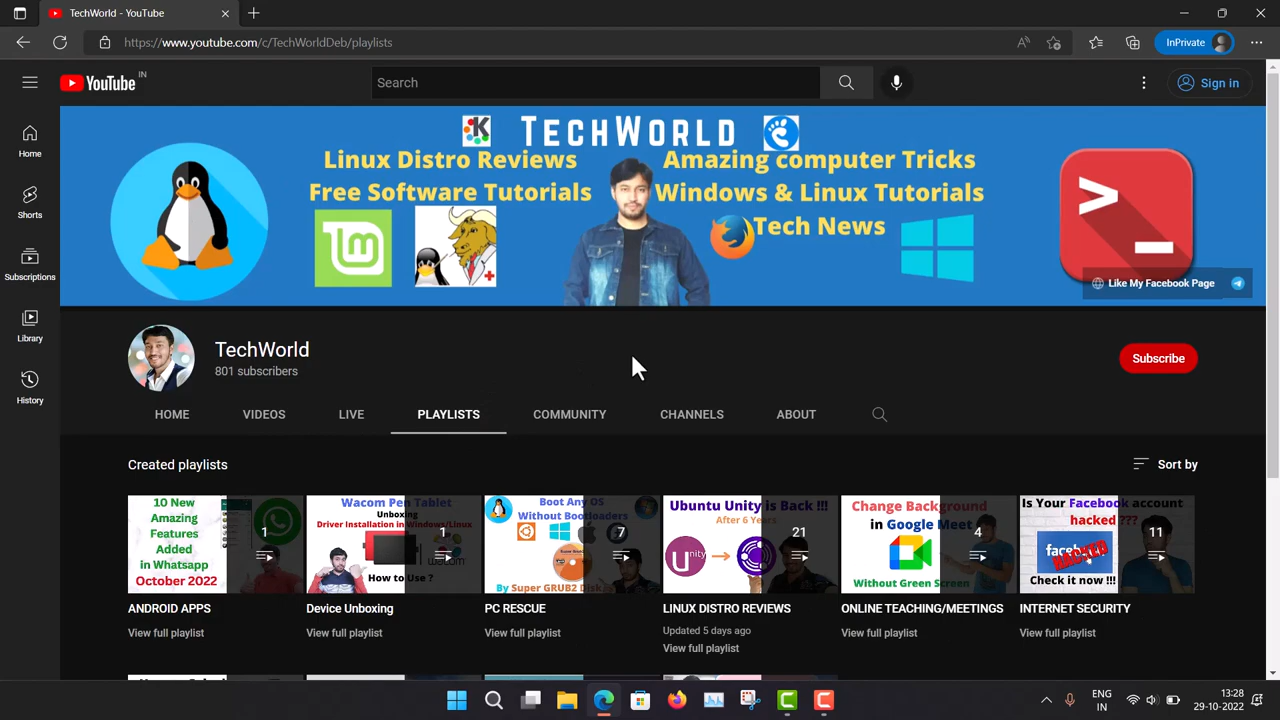 TechWorld - YouTube
https://www.youtube.com/c/TechWorldDeb/playlists
InPrivate
YouTube IN
Search
Sign in
Home
Shorts
Subscriptions
Library
History
TECHWORLD
Linux Distro Reviews
Free Software Tutorials
Amazing computer Tricks
Windows & Linux Tutorials
Tech News
Like My Facebook Page
TechWorld
801 subscribers
Subscribe
HOME VIDEOS LIVE PLAYLISTS COMMUNITY CHANNELS ABOUT
Created playlists
Sort by
10 New
Amazing
Features
Added
in Whatsapp
October 2022
1
ANDROID APPS
View full playlist
Wacom Pen Tablet
Unboxing
Driver Installation in Windows/Linux
How to Use ?
1
Device Unboxing
View full playlist
Boot Any OS
Without Bootloaders
By Super GRUB2 Disk
7
PC RESCUE
View full playlist
Ubuntu Unity is Back !!!
After 6 Years
21
LINUX DISTRO REVIEWS
Updated 5 days ago
View full playlist
Change Background
in Google Meet
Without Green Screen
4
ONLINE TEACHING/MEETINGS
View full playlist
Is Your Facebook account
hacked ???
Check it now !!!
11
INTERNET SECURITY
View full playlist
ENG
IN
13:28
29-10-2022